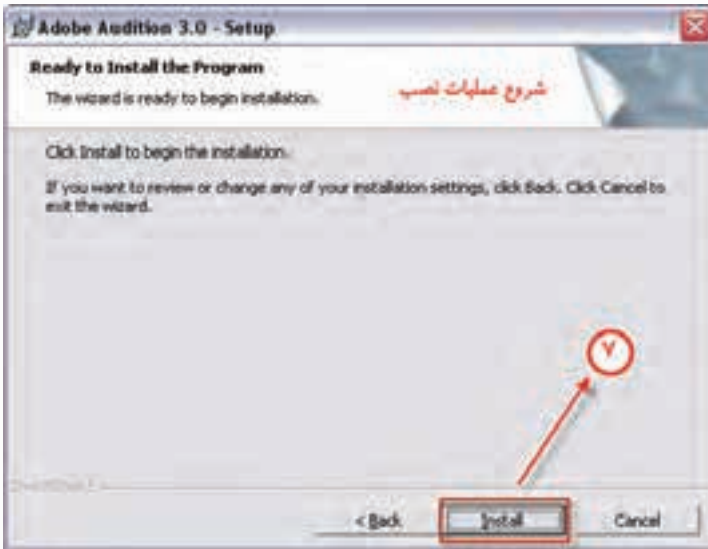 Adobe Audition 3.0 - Setup
Ready to Install the Program
The wizard is ready to begin installation.
شروع عملیات نصب
Click Install to begin the installation.
If you want to review or change any of your installation settings, click Back. Click Cancel to
exit the wizard.
۷
< Back
Install
Cancel